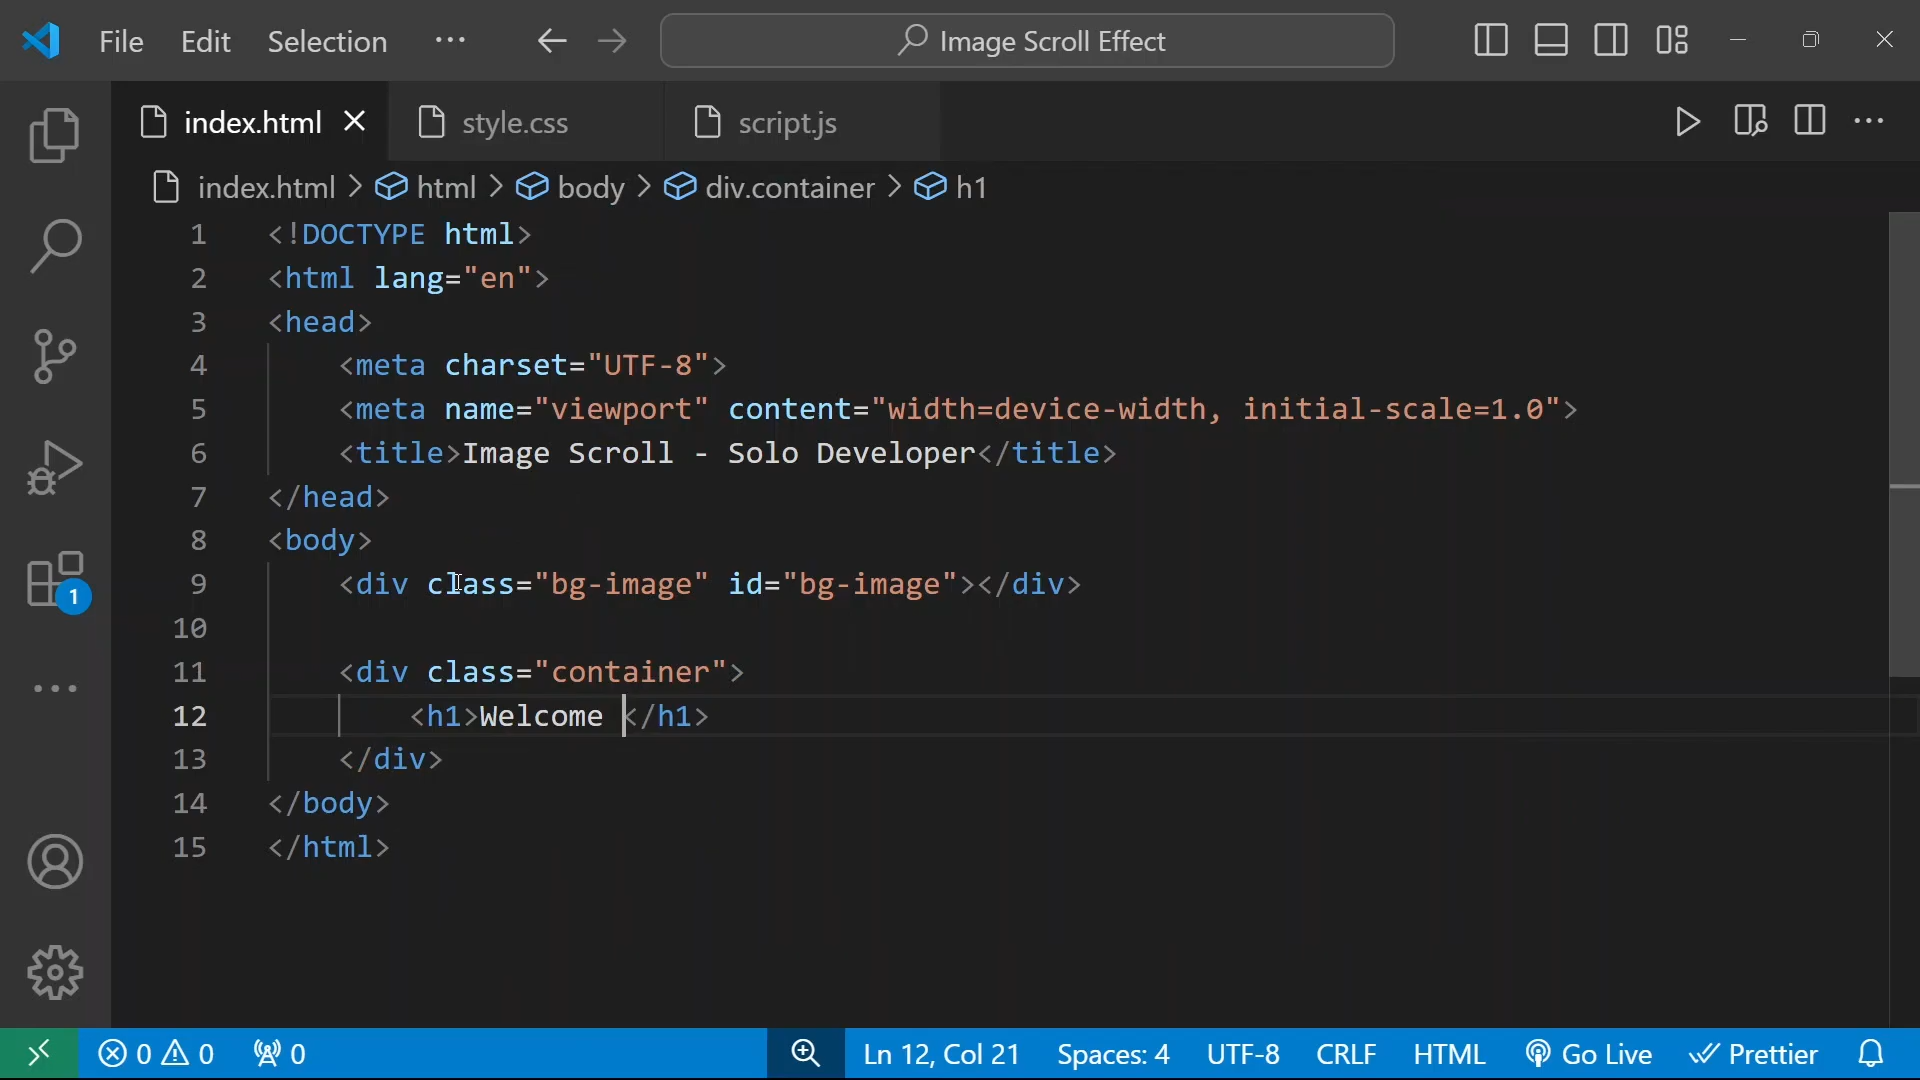 File Edit Selection ··· Image Scroll Effect
index.html style.css script.js
index.html > html > body > div.container > h1
1 <!DOCTYPE html>
2 <html lang="en">
3 <head>
4 <meta charset="UTF-8">
5 <meta name="viewport" content="width=device-width, initial-scale=1.0">
6 <title>Image Scroll - Solo Developer</title>
7 </head>
8 <body>
9 <div class="bg-image" id="bg-image"></div>
10
11 <div class="container">
12 <h1>Welcome </h1>
13 </div>
14 </body>
15 </html>
1
0 0 0 Ln 12, Col 21 Spaces: 4 UTF-8 CRLF HTML Go Live Prettier